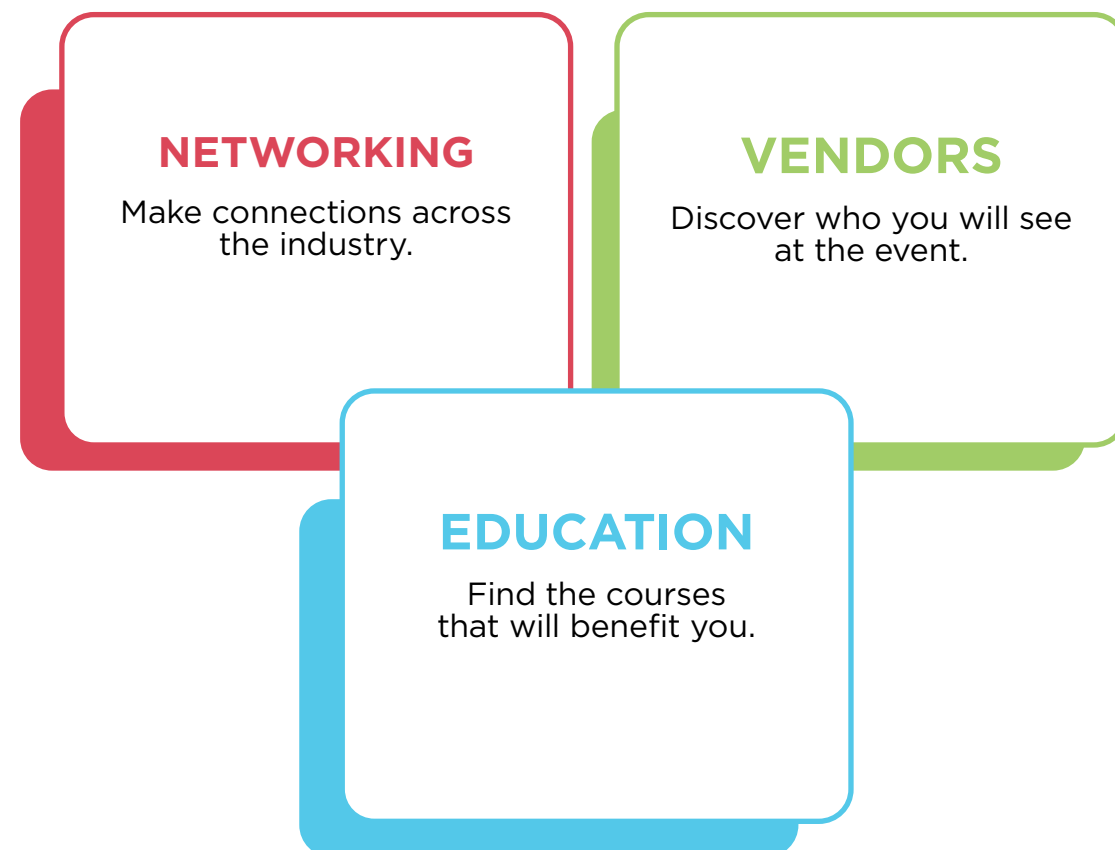 NETWORKING
Make connections across
the industry.
VENDORS
Discover who you will see
at the event.
EDUCATION
Find the courses
that will benefit you.